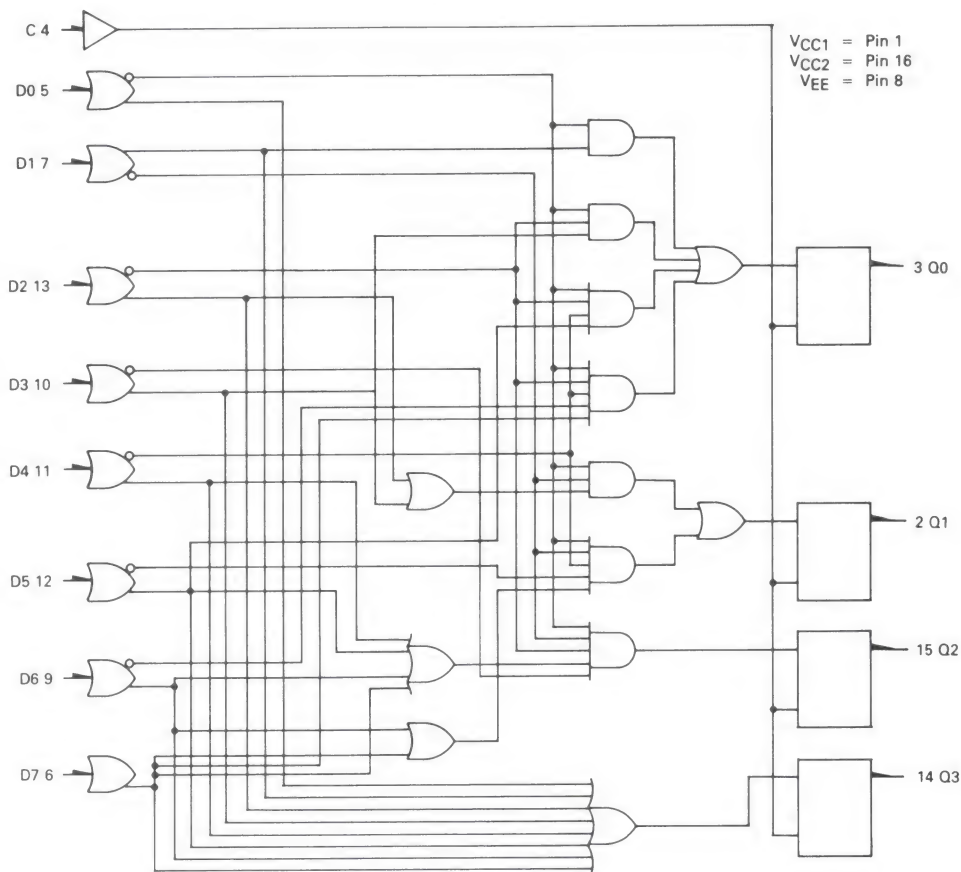 C 4
VCC1 = Pin 1
VCC2 = Pin 16
VEE = Pin 8
D0 5
D1 7
3 Q0
D2 13
D3 10
D4 11
2 Q1
D5 12
15 Q2
D6 9
D7 6
14 Q3